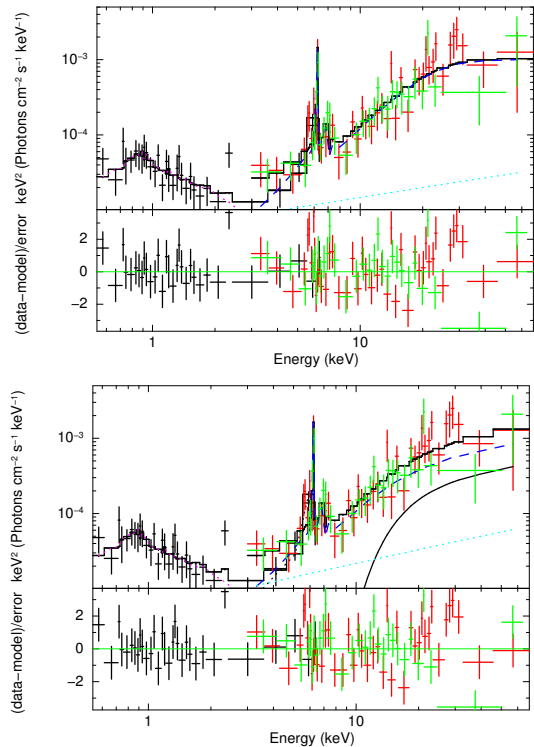 keV² (Photons cm⁻² s⁻¹ keV⁻¹)
10⁻³
10⁻⁴
(data−model)/error
2
0
−2
1
10
Energy (keV)
keV² (Photons cm⁻² s⁻¹ keV⁻¹)
10⁻³
10⁻⁴
(data−model)/error
2
0
−2
1
10
Energy (keV)